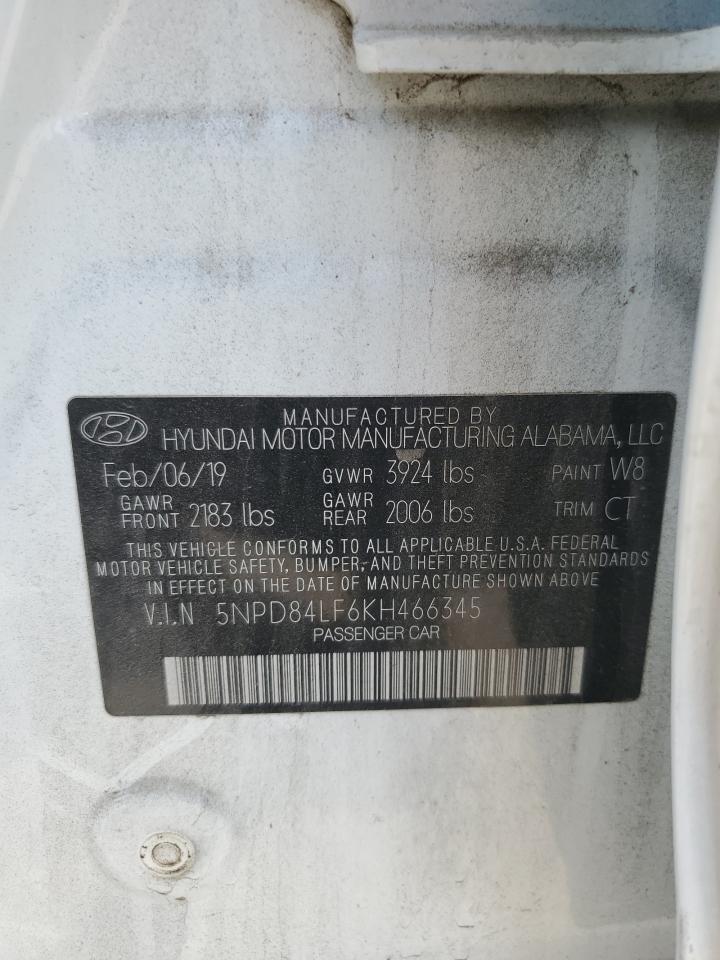 MANUFACTURED BY
HYUNDAI MOTOR MANUFACTURING ALABAMA, LLC
Feb/06/19 GVWR 3924 lbs PAINT W8
GAWR FRONT 2183 lbs GAWR REAR 2006 lbs TRIM CT
THIS VEHICLE CONFORMS TO ALL APPLICABLE U.S.A. FEDERAL
MOTOR VEHICLE SAFETY, BUMPER, AND THEFT PREVENTION STANDARDS
IN EFFECT ON THE DATE OF MANUFACTURE SHOWN ABOVE
V.I.N 5NPD84LF6KH466345
PASSENGER CAR